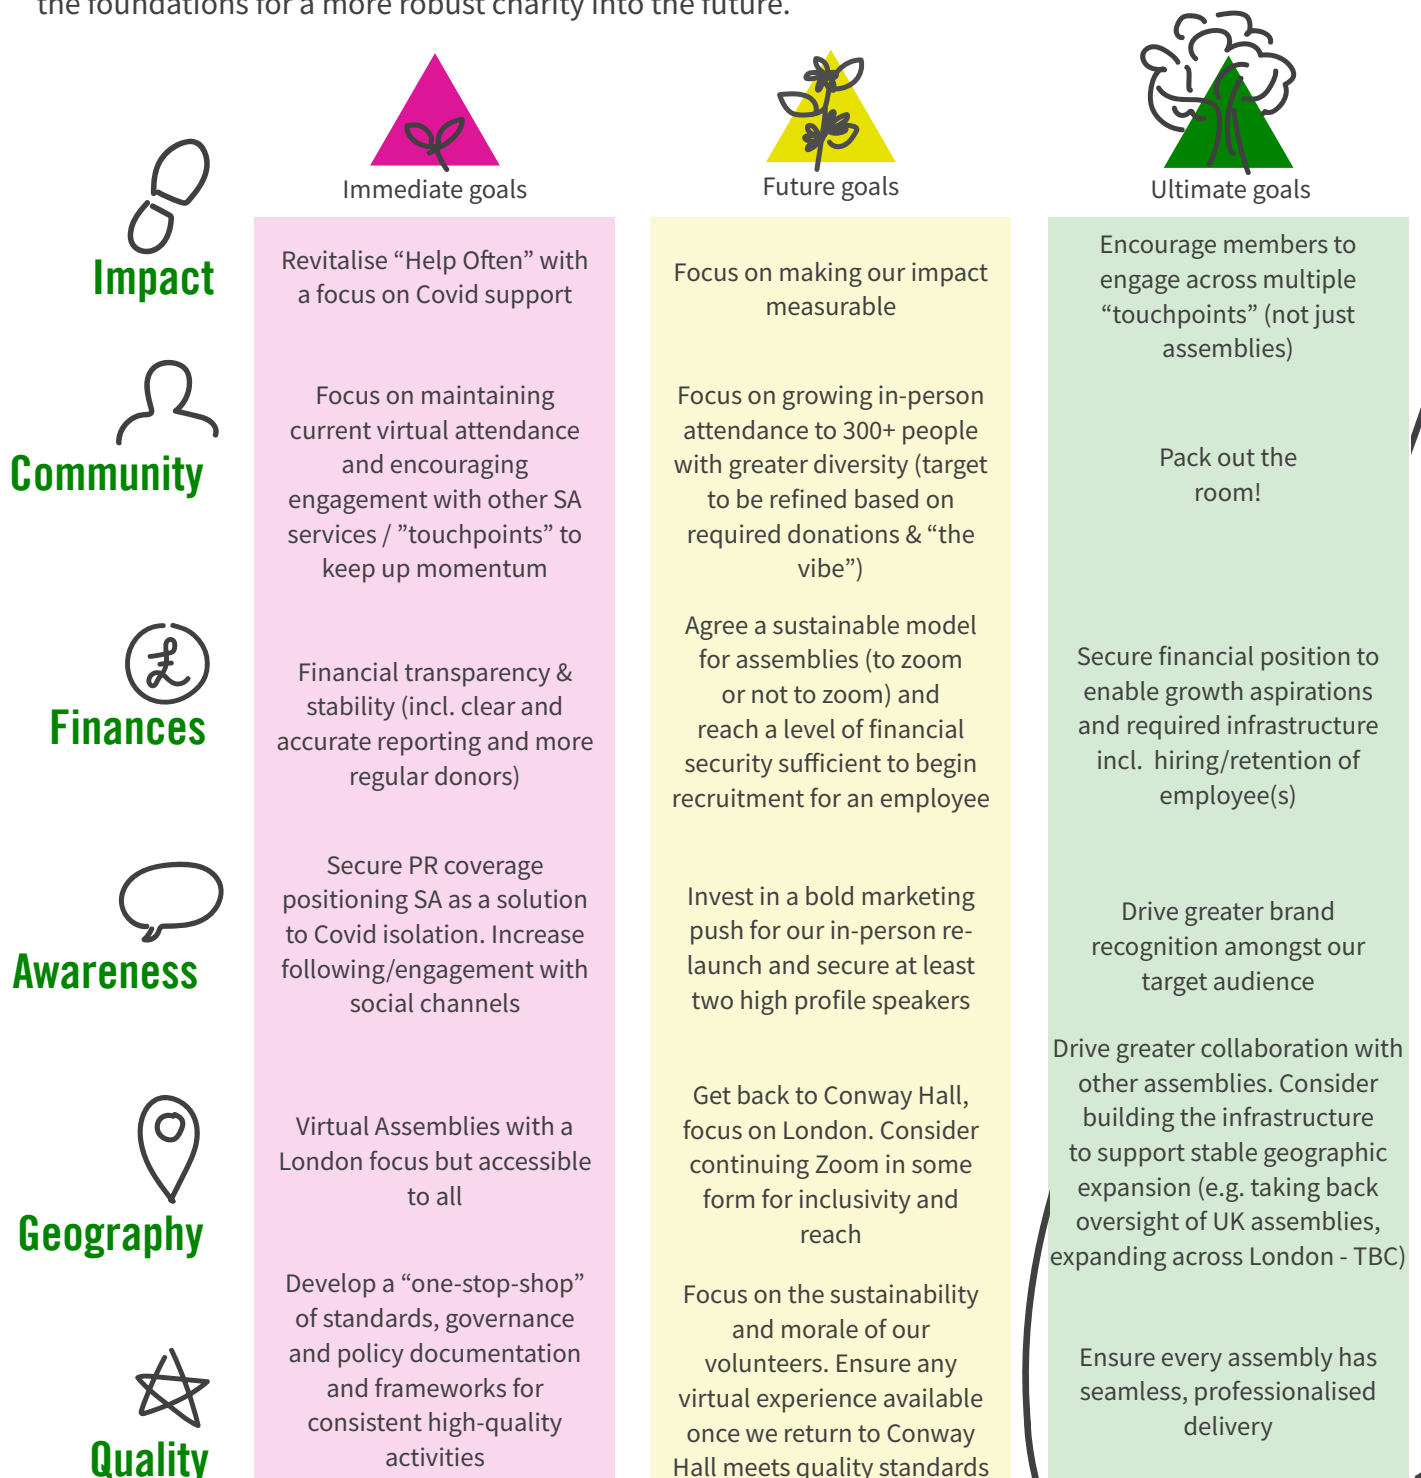 the foundations for a more robust charity into the future.
Immediate goals
Future goals
Ultimate goals
Impact
Revitalise “Help Often” with
a focus on Covid support
Focus on making our impact
measurable
Encourage members to
engage across multiple
“touchpoints” (not just
assemblies)
Community
Focus on maintaining
current virtual attendance
and encouraging
engagement with other SA
services / ”touchpoints” to
keep up momentum
Focus on growing in-person
attendance to 300+ people
with greater diversity (target
to be refined based on
required donations & “the
vibe”)
Pack out the
room!
Finances
Financial transparency &
stability (incl. clear and
accurate reporting and more
regular donors)
Agree a sustainable model
for assemblies (to zoom
or not to zoom) and
reach a level of financial
security sufficient to begin
recruitment for an employee
Secure financial position to
enable growth aspirations
and required infrastructure
incl. hiring/retention of
employee(s)
Awareness
Secure PR coverage
positioning SA as a solution
to Covid isolation. Increase
following/engagement with
social channels
Invest in a bold marketing
push for our in-person re-
launch and secure at least
two high profile speakers
Drive greater brand
recognition amongst our
target audience
Geography
Virtual Assemblies with a
London focus but accessible
to all
Get back to Conway Hall,
focus on London. Consider
continuing Zoom in some
form for inclusivity and
reach
Drive greater collaboration with
other assemblies. Consider
building the infrastructure
to support stable geographic
expansion (e.g. taking back
oversight of UK assemblies,
expanding across London - TBC)
Quality
Develop a “one-stop-shop”
of standards, governance
and policy documentation
and frameworks for
consistent high-quality
activities
Focus on the sustainability
and morale of our
volunteers. Ensure any
virtual experience available
once we return to Conway
Hall meets quality standards
Ensure every assembly has
seamless, professionalised
delivery